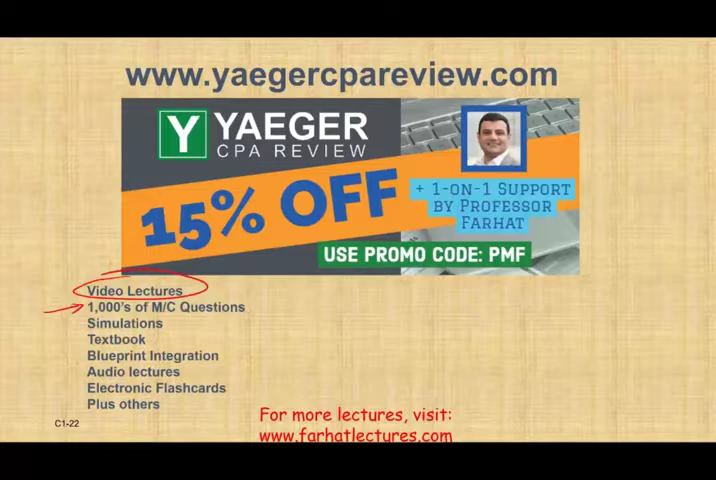 www.yaegercpareview.com
Y YAEGER
CPA REVIEW
15% OFF
+ 1-ON-1 SUPPORT
BY PROFESSOR
FARHAT
USE PROMO CODE: PMF
Video Lectures
1,000's of M/C Questions
Simulations
Textbook
Blueprint Integration
Audio lectures
Electronic Flashcards
Plus others
C1-22
For more lectures, visit:
www.farhatlectures.com